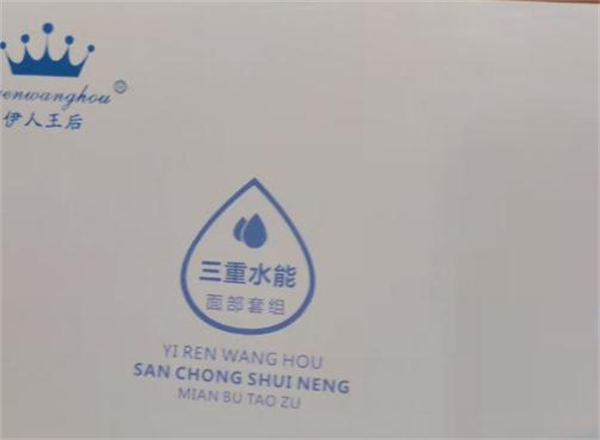 enwanghou®
伊人王后
三重水能
面部套组
YI REN WANG HOU
SAN CHONG SHUI NENG
MIAN BU TAO ZU